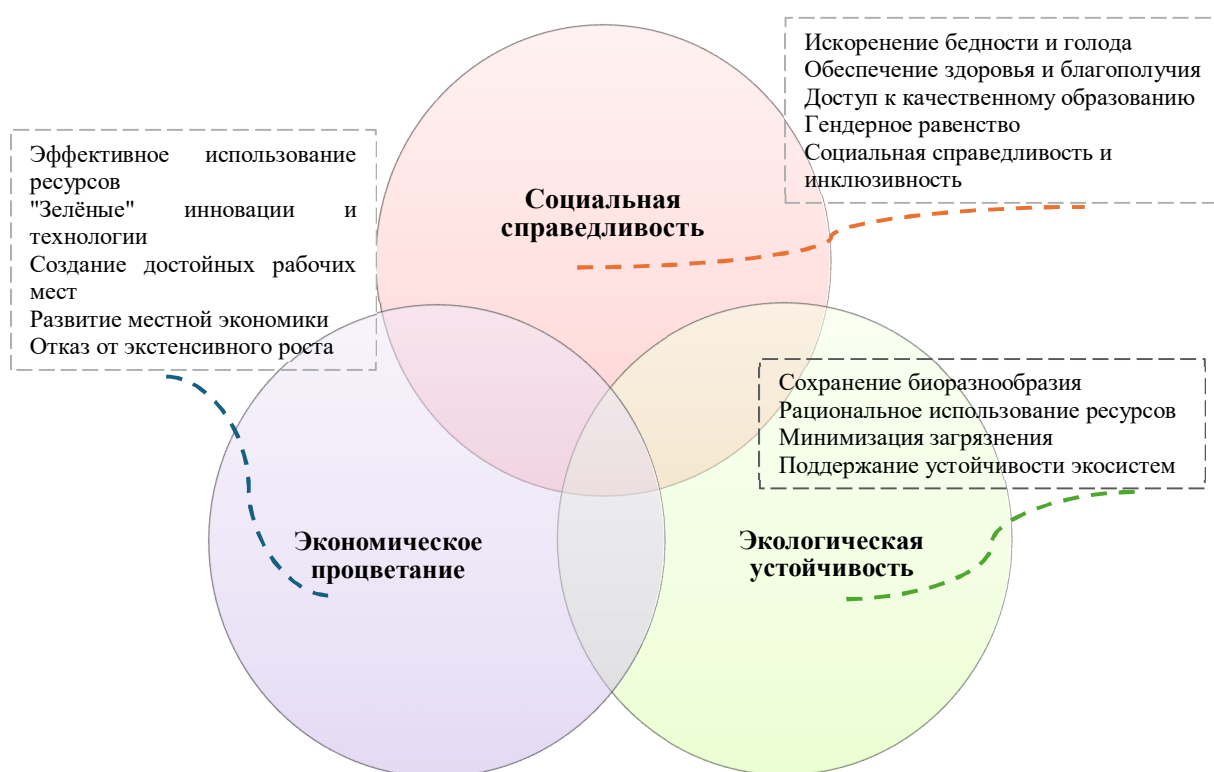 Искоренение бедности и голода
Обеспечение здоровья и благополучия
Доступ к качественному образованию
Гендерное равенство
Социальная справедливость и
инклюзивность
Эффективное использование
ресурсов
"Зелёные" инновации и
технологии
Создание достойных рабочих
мест
Развитие местной экономики
Отказ от экстенсивного роста
Социальная
справедливость
Сохранение биоразнообразия
Рациональное использование ресурсов
Минимизация загрязнения
Поддержание устойчивости экосистем
Экономическое
процветание
Экологическая
устойчивость